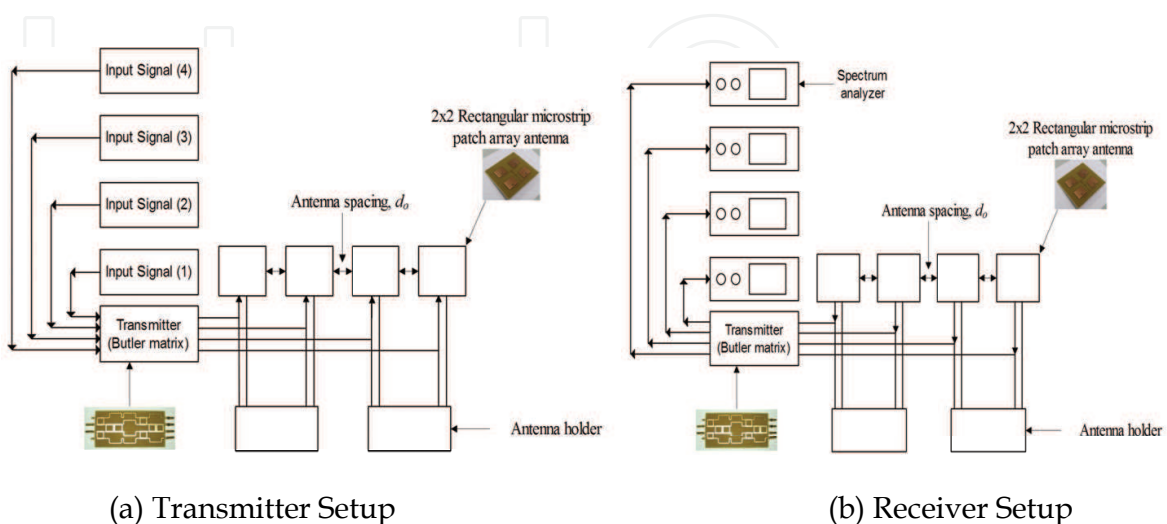 Input Signal (4)
Input Signal (3)
Input Signal (2)
Input Signal (1)
Transmitter
(Butler matrix)
Antenna spacing, dₒ
2x2 Rectangular microstrip
patch array antenna
Antenna holder
(a) Transmitter Setup
Spectrum
analyzer
2x2 Rectangular microstrip
patch array antenna
Antenna spacing, dₒ
Transmitter
(Butler matrix)
Antenna holder
(b) Receiver Setup